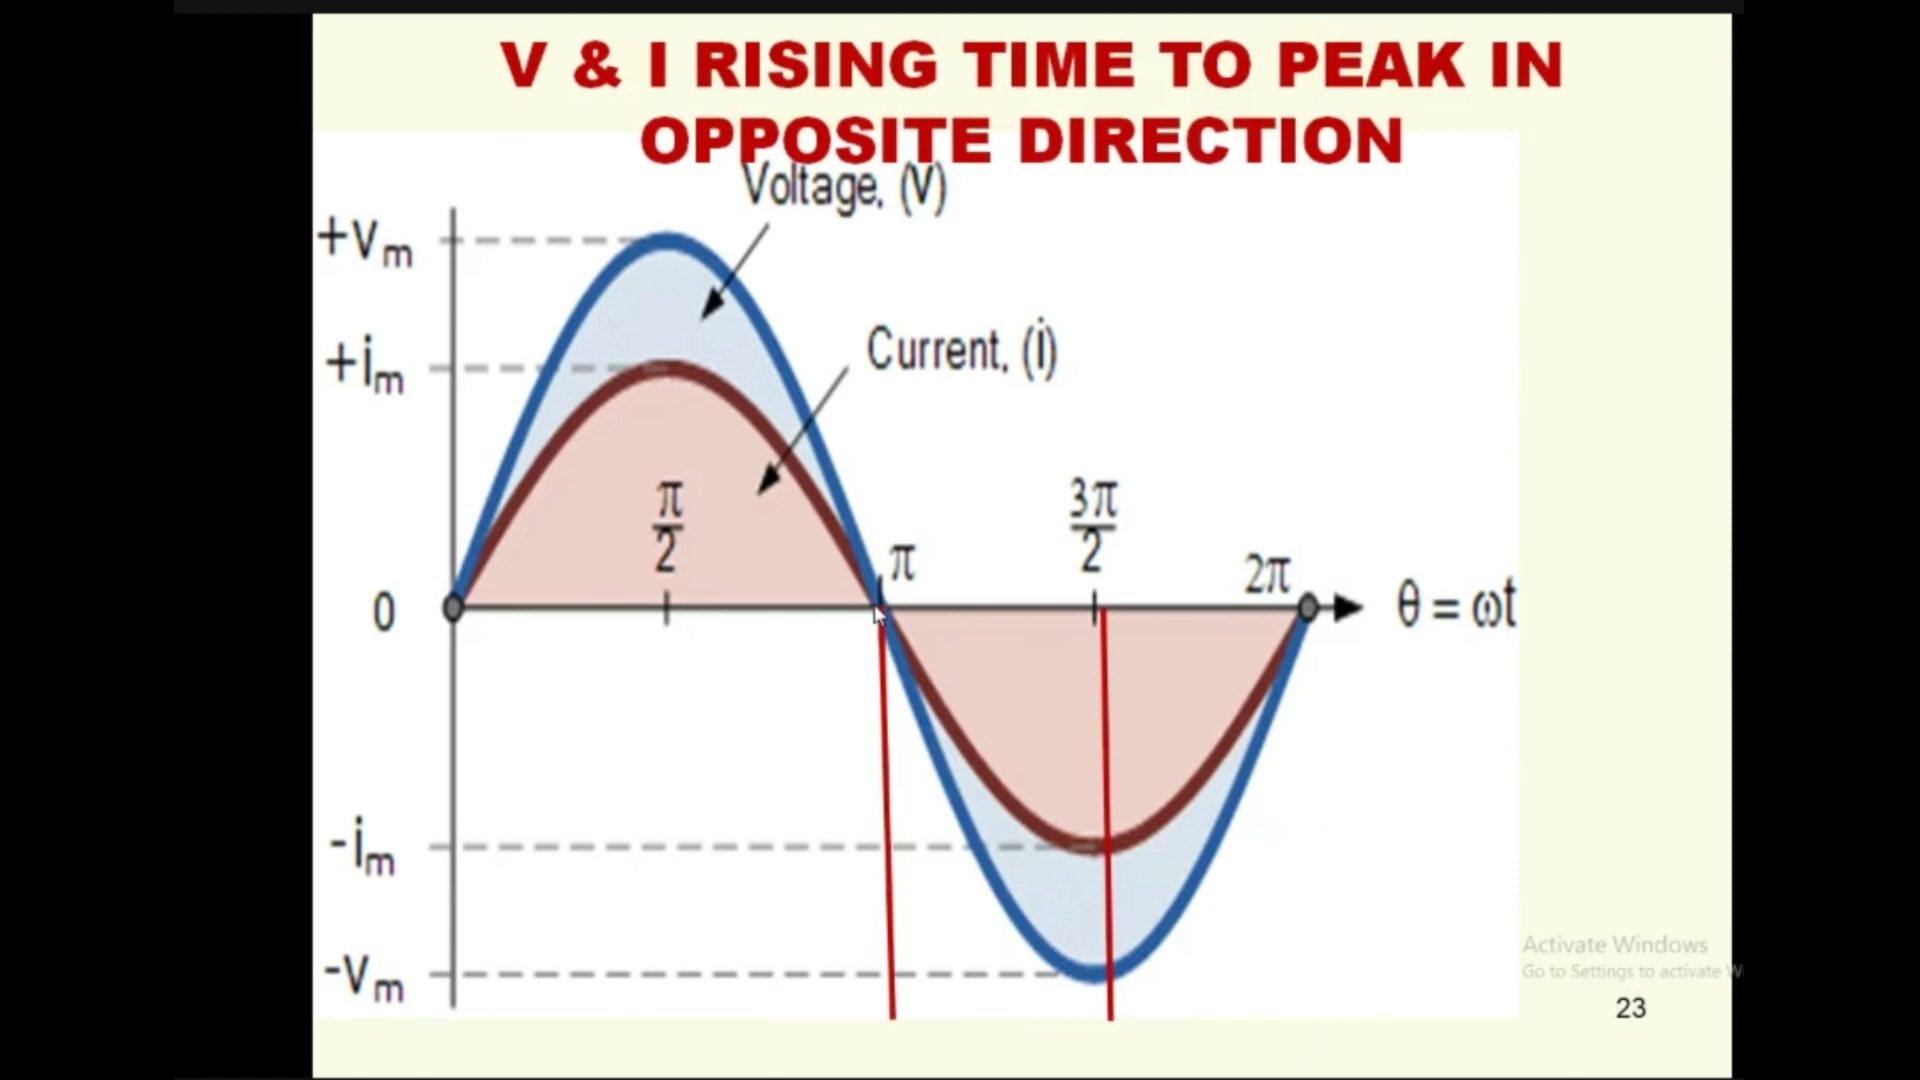 V & I RISING TIME TO PEAK IN
OPPOSITE DIRECTION
Voltage, (V)
+Vm
+im
Current, (i)
π/2
π
3π/2
2π
0
θ = ωt
-im
-Vm
Activate Windows
Go to Settings to activate W
23